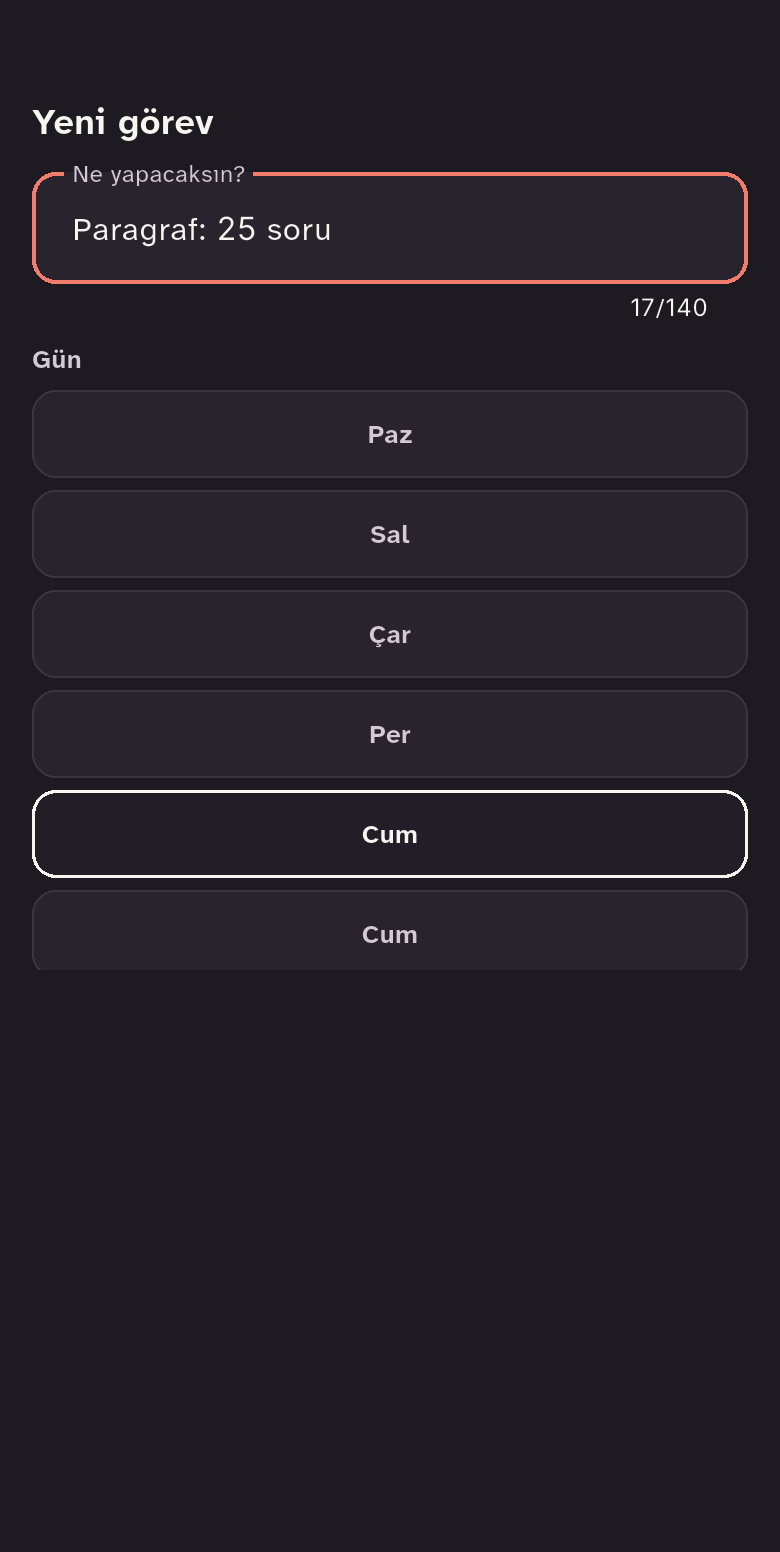 Yeni görev
Ne yapacaksın?
Paragraf: 25 soru
17/140
Gün
Paz
Sal
Çar
Per
Cum
Cum